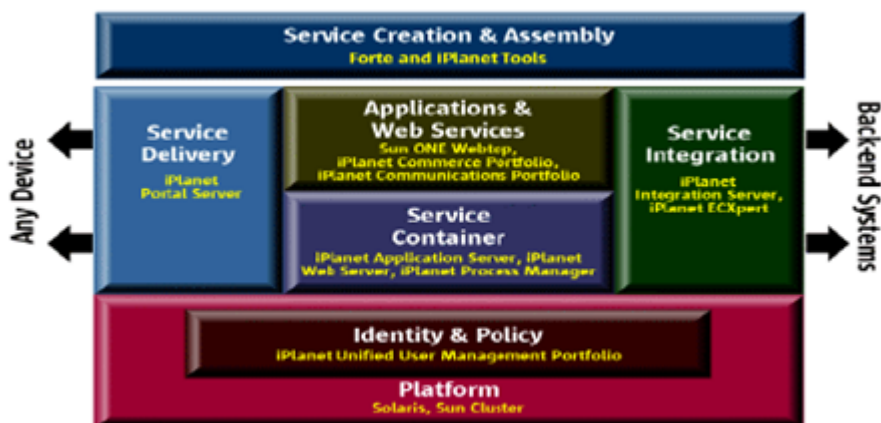 Service Creation & Assembly
Forte and iPlanet Tools
Any Device
Service
Delivery
iPlanet
Portal Server
Applications &
Web Services
Sun ONE Webtop,
iPlanet Commerce Portfolio,
iPlanet Communications Portfolio
Service
Container
iPlanet Application Server, iPlanet
Web Server, iPlanet Process Manager
Service
Integration
iPlanet
Integration Server,
iPlanet ECXpert
Backend Systems
Identity & Policy
iPlanet Unified User Management Portfolio
Platform
Solaris, Sun Cluster